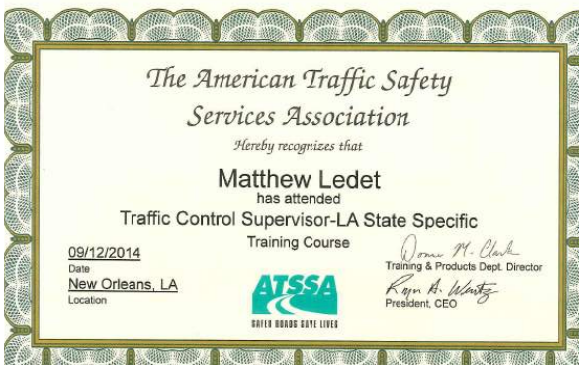 The American Traffic Safety
Services Association
Hereby recognizes that
Matthew Ledet
has attended
Traffic Control Supervisor-LA State Specific
Training Course
09/12/2014
Date
New Orleans, LA
Location
ATSSA
SAFER ROADS SAVE LIVES
Donna M. Clark
Training & Products Dept. Director
President, CEO